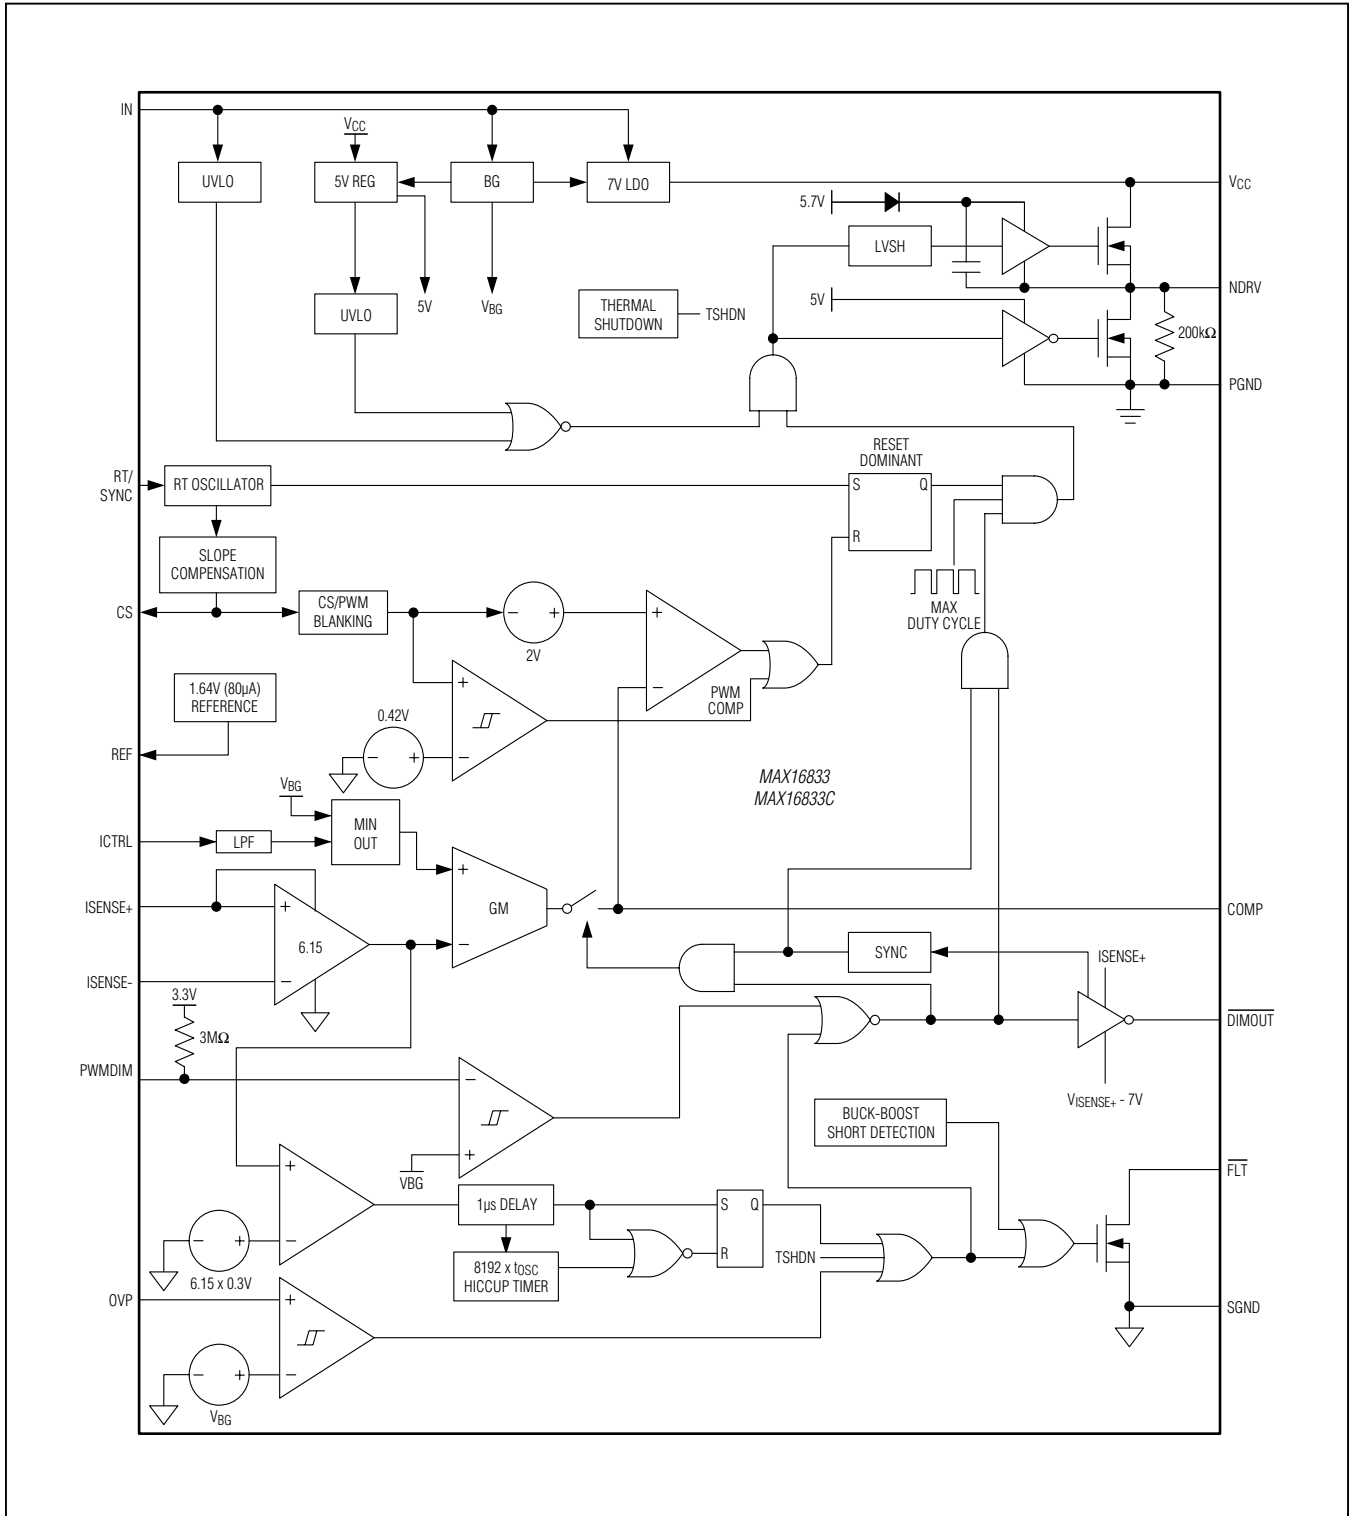 IN
VCC
UVLO
5V REG
BG
7V LDO
VCC
5.7V
LVSH
UVLO
5V
VBG
THERMAL
SHUTDOWN
TSHDN
5V
NDRV
200kΩ
PGND
RT/
SYNC
RT OSCILLATOR
RESET
DOMINANT
S
Q
R
SLOPE
COMPENSATION
CS
CS/PWM
BLANKING
-
+
2V
+
-
MAX
DUTY CYCLE
1.64V (80µA)
REFERENCE
REF
0.42V
-
+
+
-
PWM
COMP
MAX16833
MAX16833C
VBG
MIN
OUT
ICTRL
LPF
+
GM
-
ISENSE+
+
6.15
-
ISENSE-
COMP
SYNC
ISENSE+
DIMOUT
VISENSE+ - 7V
3.3V
3MΩ
PWMDIM
-
+
VBG
BUCK-BOOST
SHORT DETECTION
FLT
+
-
-
+
6.15 x 0.3V
1µs DELAY
8192 x tOSC
HICCUP TIMER
S
Q
R
TSHDN
SGND
OVP
+
-
-
+
VBG